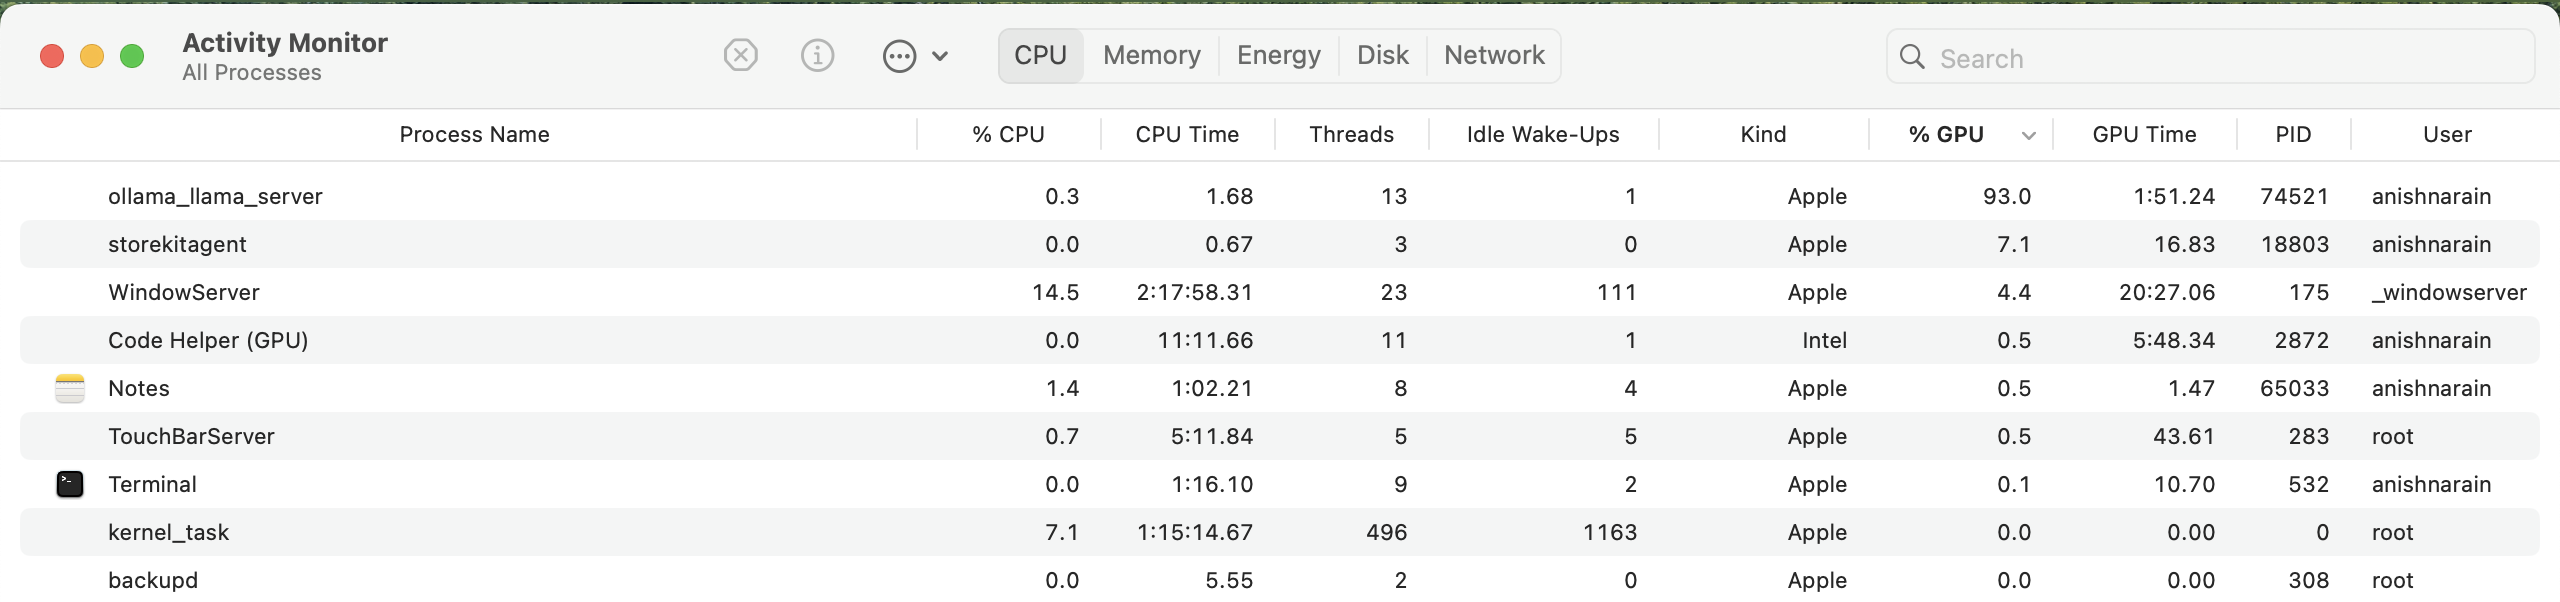 Activity Monitor
All Processes
CPU Memory Energy Disk Network
Search
Process Name % CPU CPU Time Threads Idle Wake-Ups Kind % GPU GPU Time PID User
ollama_llama_server 0.3 1.68 13 1 Apple 93.0 1:51.24 74521 anishnarain
storekitagent 0.0 0.67 3 0 Apple 7.1 16.83 18803 anishnarain
WindowServer 14.5 2:17:58.31 23 111 Apple 4.4 20:27.06 175 _windowserver
Code Helper (GPU) 0.0 11:11.66 11 1 Intel 0.5 5:48.34 2872 anishnarain
Notes 1.4 1:02.21 8 4 Apple 0.5 1.47 65033 anishnarain
TouchBarServer 0.7 5:11.84 5 5 Apple 0.5 43.61 283 root
Terminal 0.0 1:16.10 9 2 Apple 0.1 10.70 532 anishnarain
kernel_task 7.1 1:15:14.67 496 1163 Apple 0.0 0.00 0 root
backupd 0.0 5.55 2 0 Apple 0.0 0.00 308 root